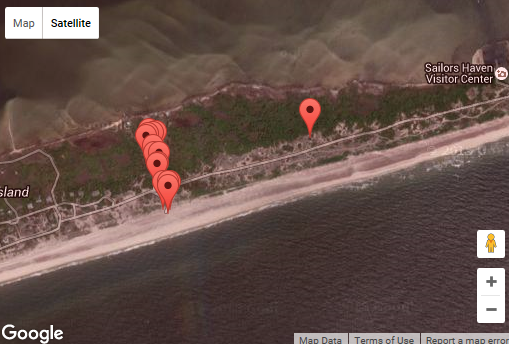 Map
Satellite
Sailors Haven
Visitor Center
sland
+
−
Google
Map Data
Terms of Use
Report a map error